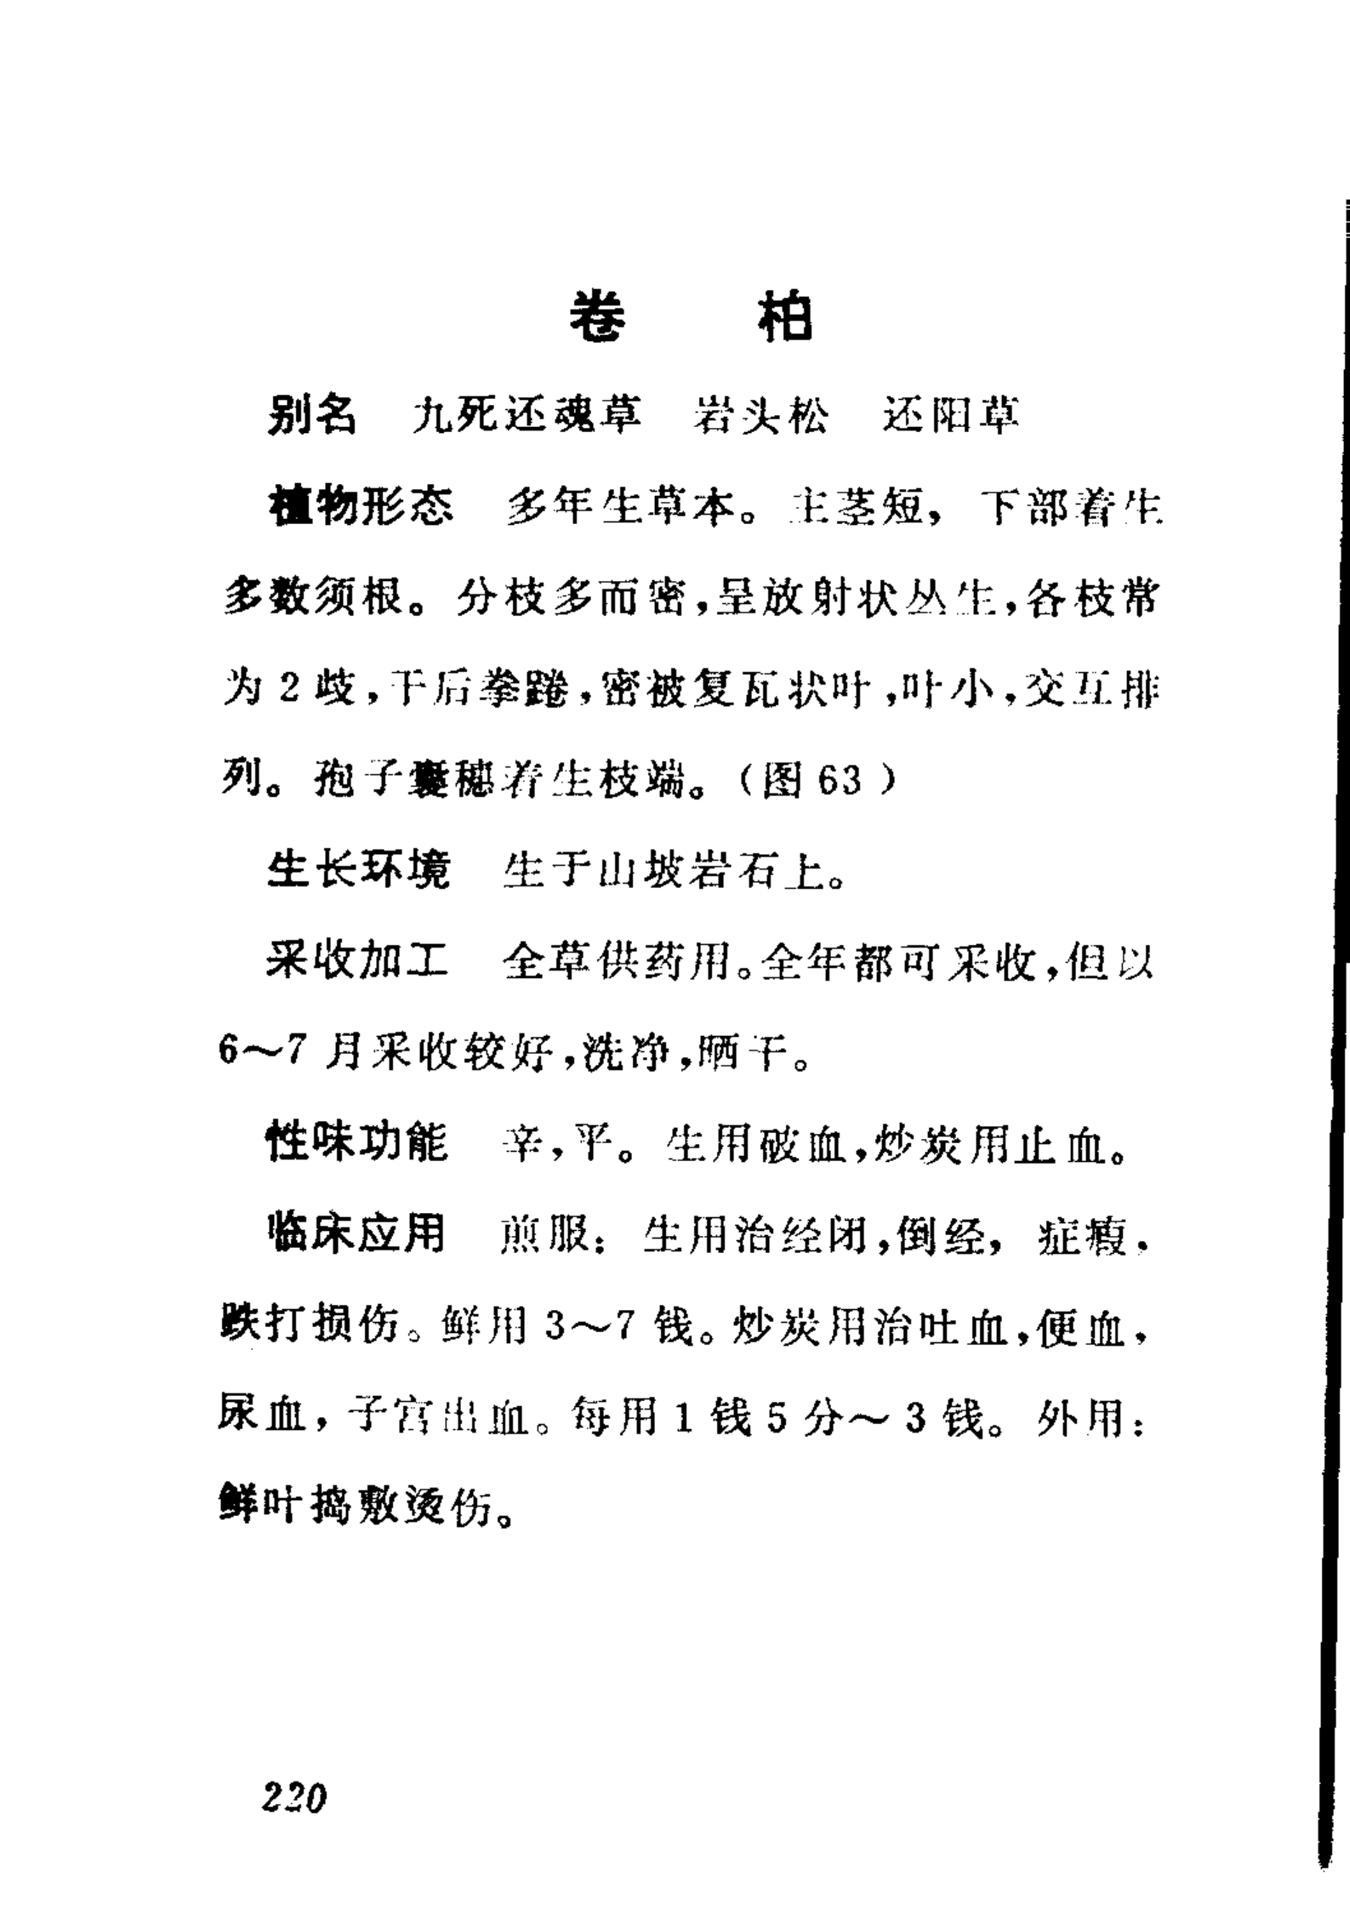 卷 柏
别名 九死还魂草 岩头松 还阳草
植物形态 多年生草本。主茎短，下部着生
多数须根。分枝多而密，呈放射状丛生，各枝常
为2歧，干后拳踡，密被复瓦状叶，叶小，交互排
列。孢子囊穗着生枝端。（图63）
生长环境 生于山坡岩石上。
采收加工 全草供药用。全年都可采收，但以
6～7月采收较好，洗净，晒干。
性味功能 辛，平。生用破血，炒炭用止血。
临床应用 煎服：生用治经闭，倒经，症瘕，
跌打损伤。鲜用3～7钱。炒炭用治吐血，便血，
尿血，子宫出血。每用1钱5分～3钱。外用：
鲜叶捣敷烫伤。
220